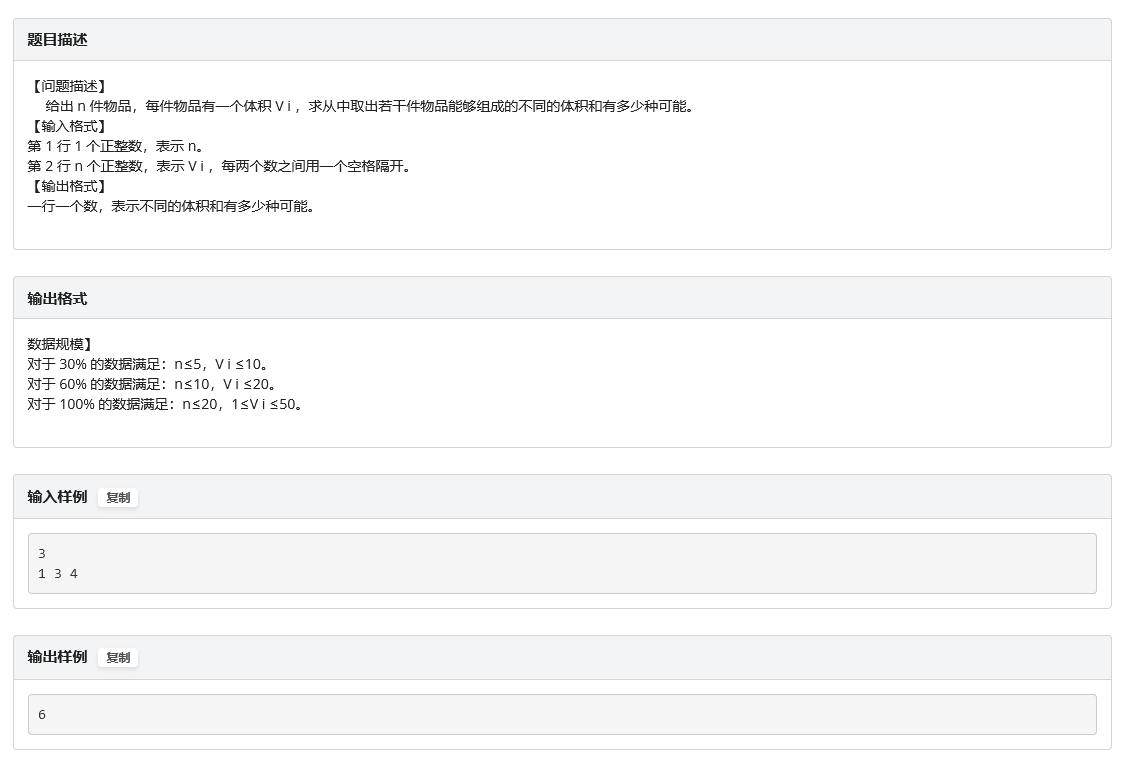 题目描述
【问题描述】
给出 n 件物品，每件物品有一个体积 V i ，求从中取出若干件物品能够组成的不同的体积和有多少种可能。
【输入格式】
第 1 行 1 个正整数，表示 n。
第 2 行 n 个正整数，表示 V i ，每两个数之间用一个空格隔开。
【输出格式】
一行一个数，表示不同的体积和有多少种可能。
输出格式
数据规模】
对于 30% 的数据满足：n≤5，V i ≤10。
对于 60% 的数据满足：n≤10，V i ≤20。
对于 100% 的数据满足：n≤20，1≤V i ≤50。
输入样例 复制
3
1 3 4
输出样例 复制
6